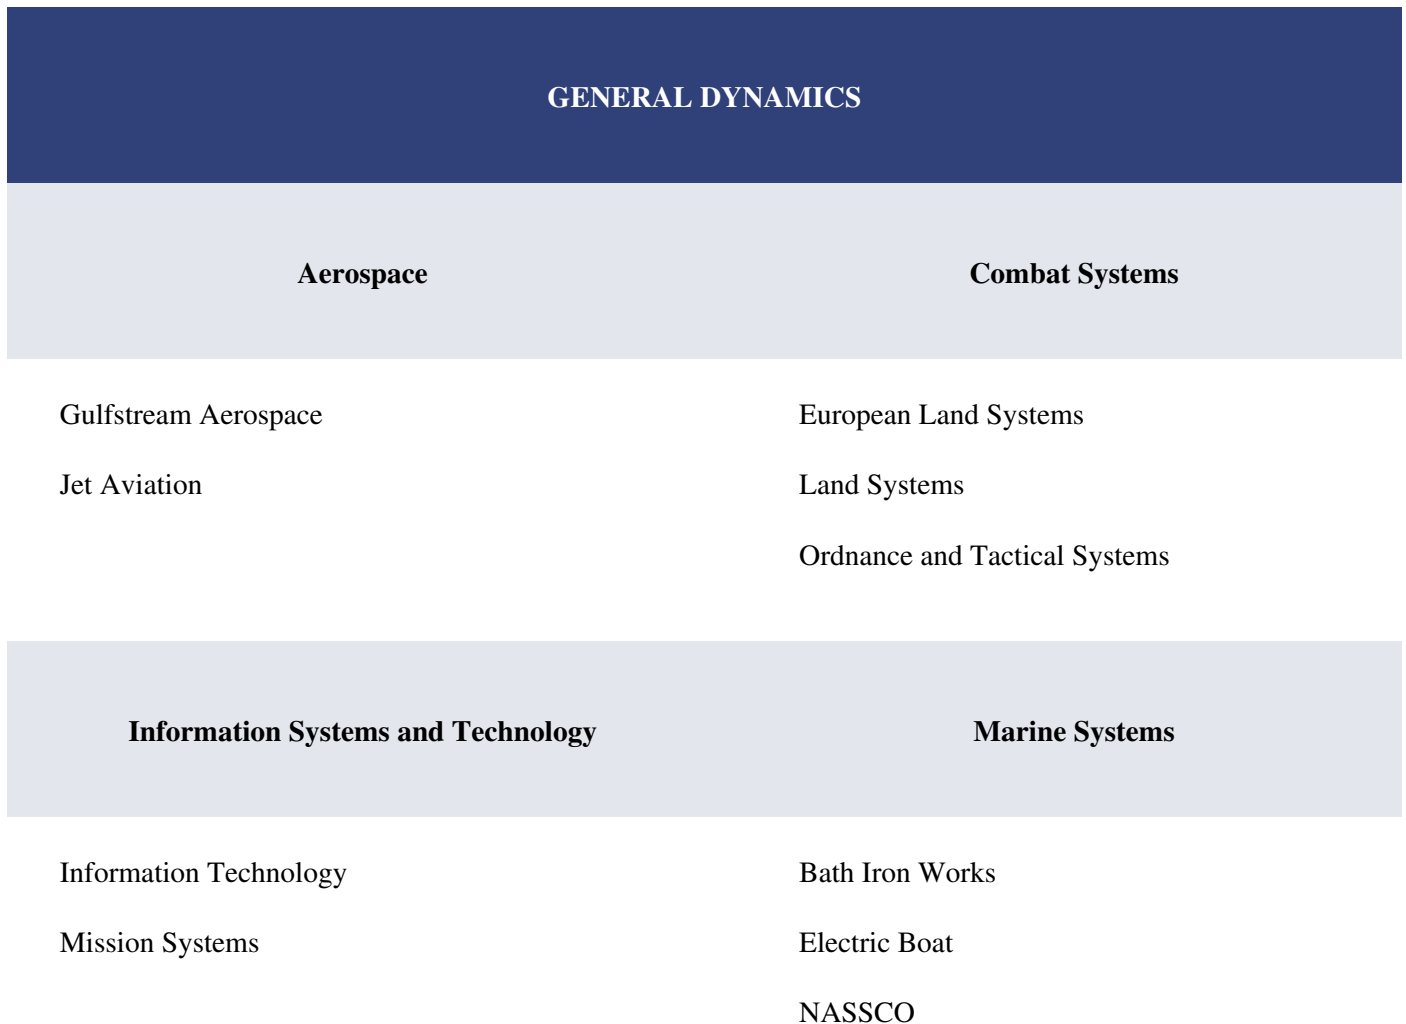 GENERAL DYNAMICS
Aerospace
Combat Systems
Gulfstream Aerospace
European Land Systems
Jet Aviation
Land Systems
Ordnance and Tactical Systems
Information Systems and Technology
Marine Systems
Information Technology
Bath Iron Works
Mission Systems
Electric Boat
NASSCO